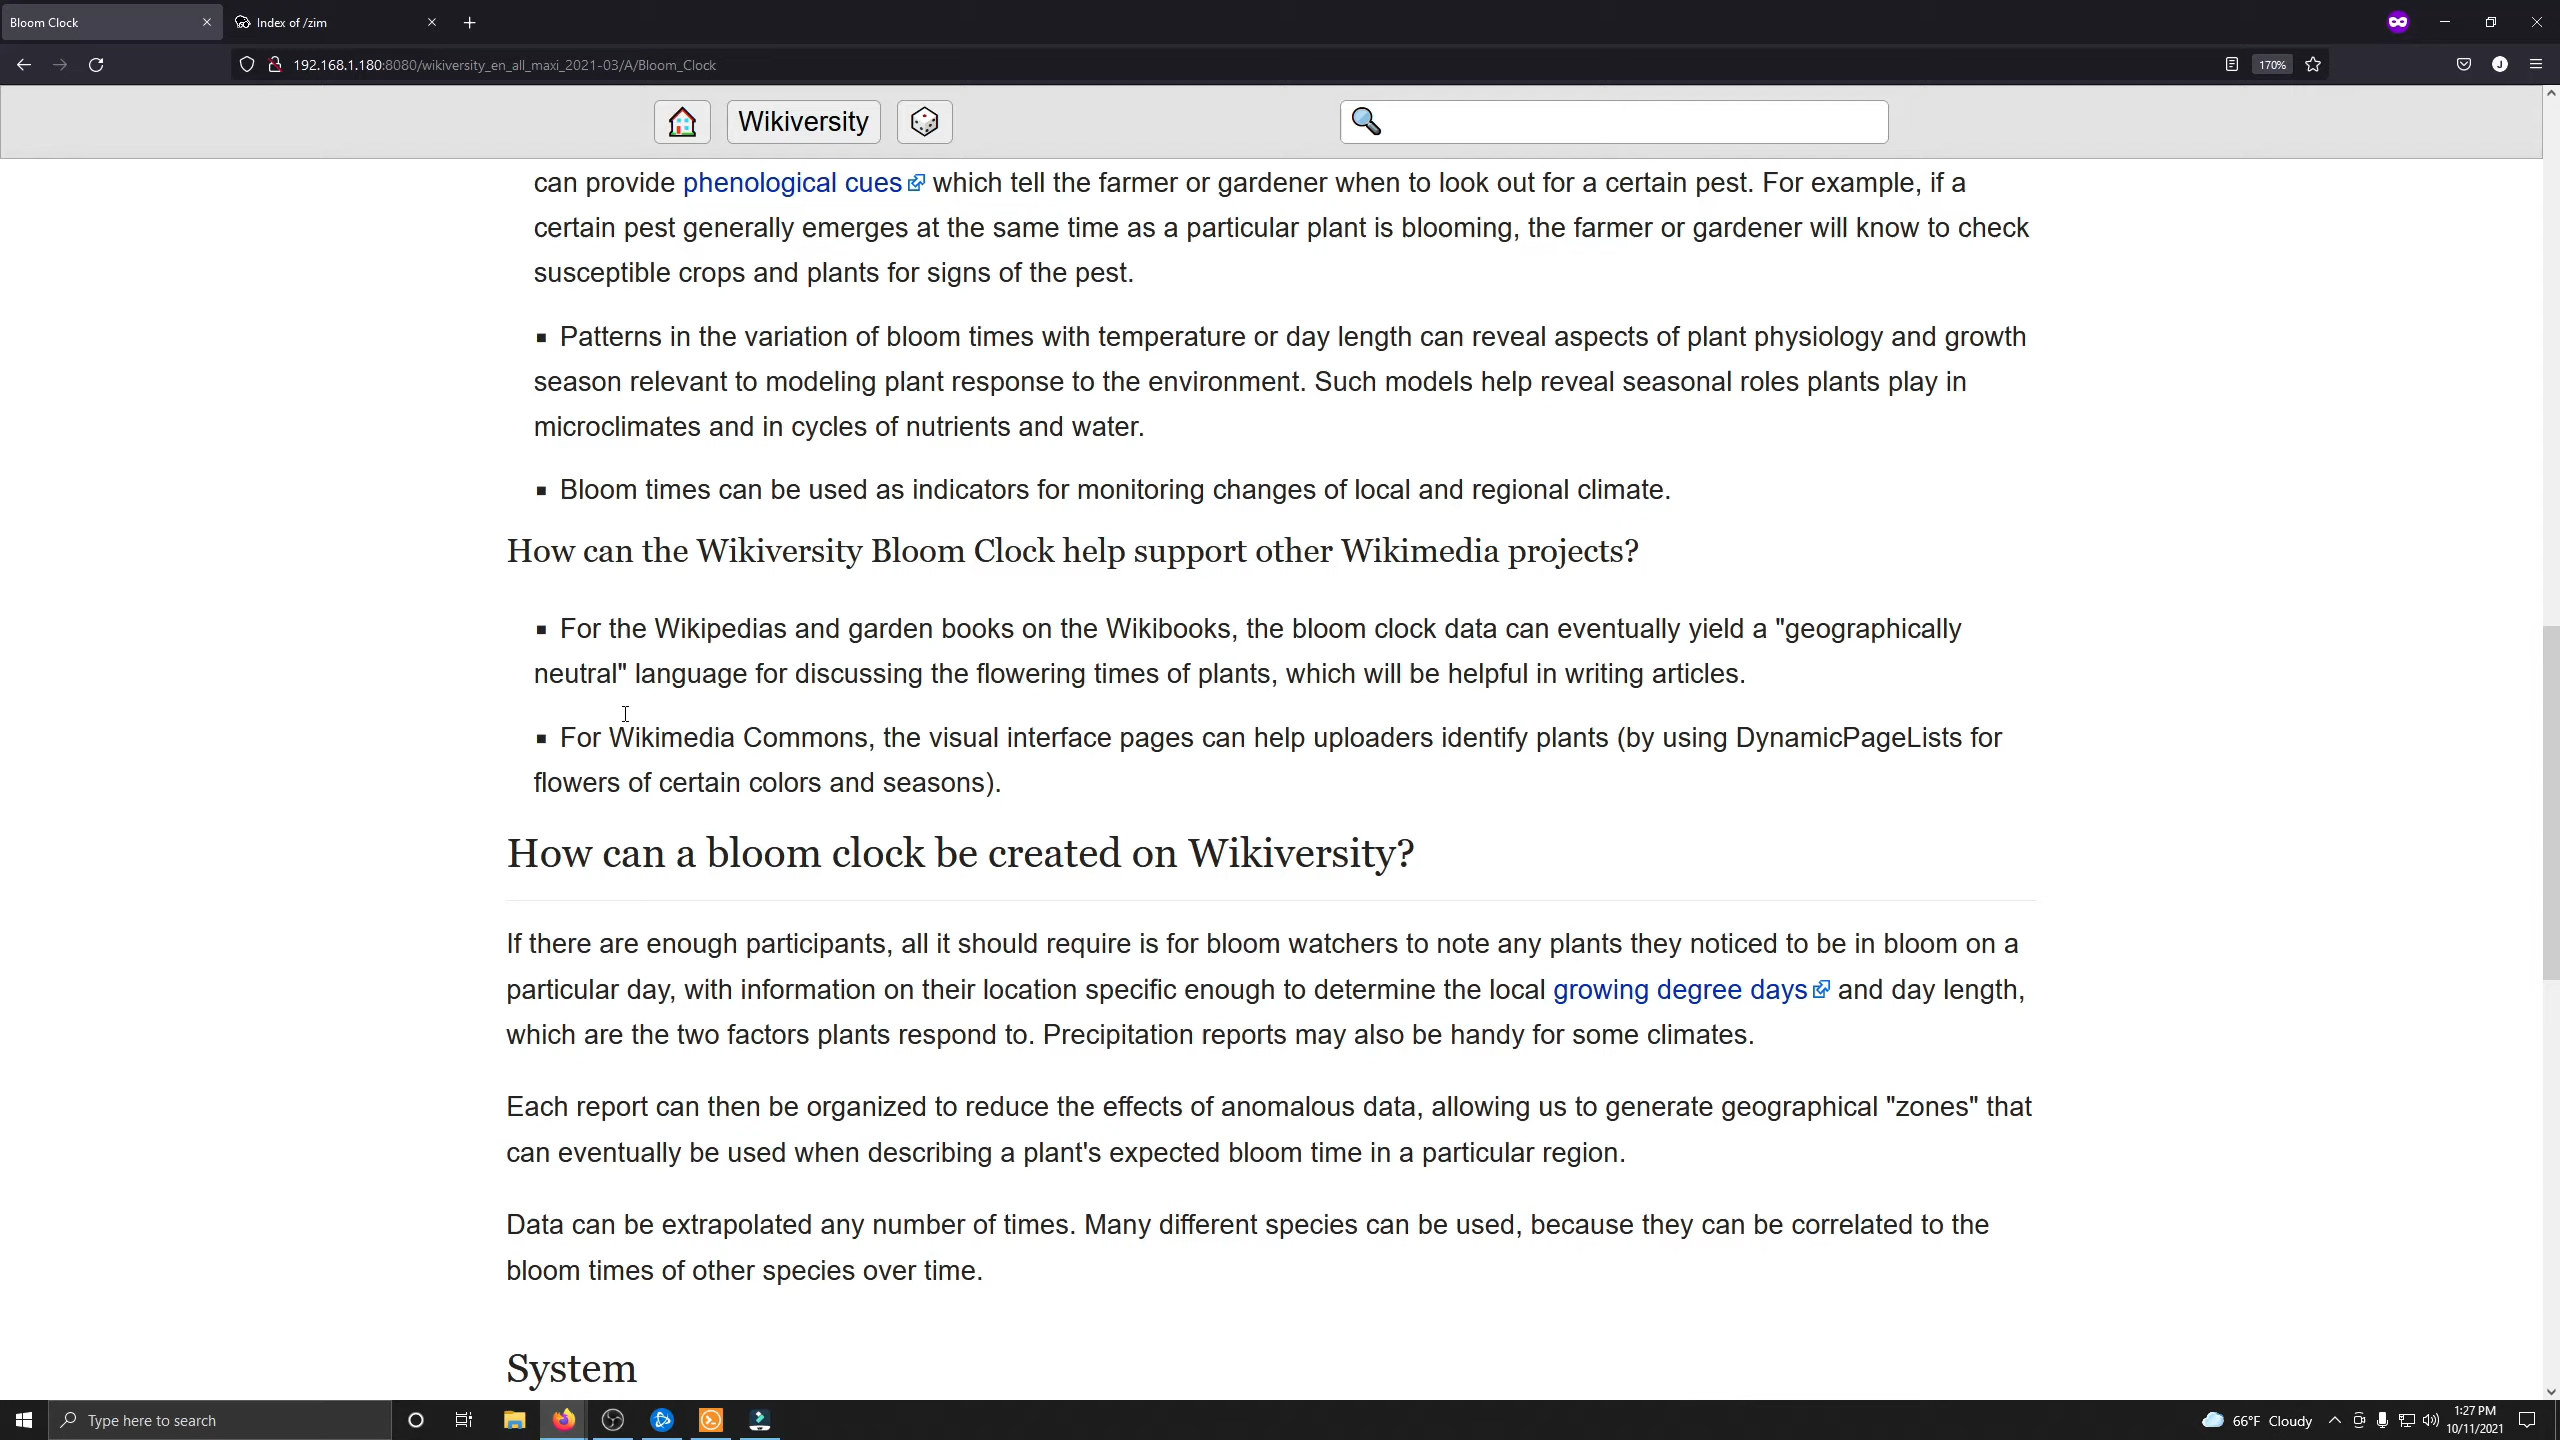 Bloom Clock
Index of /zim
192.168.1.180:8080/wikiversity_en_all_maxi_2021-03/A/Bloom_Clock
170%
J
Wikiversity
can provide phenological cues which tell the farmer or gardener when to look out for a certain pest. For example, if a
certain pest generally emerges at the same time as a particular plant is blooming, the farmer or gardener will know to check
susceptible crops and plants for signs of the pest.
▪ Patterns in the variation of bloom times with temperature or day length can reveal aspects of plant physiology and growth
season relevant to modeling plant response to the environment. Such models help reveal seasonal roles plants play in
microclimates and in cycles of nutrients and water.
▪ Bloom times can be used as indicators for monitoring changes of local and regional climate.
How can the Wikiversity Bloom Clock help support other Wikimedia projects?
▪ For the Wikipedias and garden books on the Wikibooks, the bloom clock data can eventually yield a "geographically
neutral" language for discussing the flowering times of plants, which will be helpful in writing articles.
▪ For Wikimedia Commons, the visual interface pages can help uploaders identify plants (by using DynamicPageLists for
flowers of certain colors and seasons).
How can a bloom clock be created on Wikiversity?
If there are enough participants, all it should require is for bloom watchers to note any plants they noticed to be in bloom on a
particular day, with information on their location specific enough to determine the local growing degree days and day length,
which are the two factors plants respond to. Precipitation reports may also be handy for some climates.
Each report can then be organized to reduce the effects of anomalous data, allowing us to generate geographical "zones" that
can eventually be used when describing a plant's expected bloom time in a particular region.
Data can be extrapolated any number of times. Many different species can be used, because they can be correlated to the
bloom times of other species over time.
System
Type here to search
66°F Cloudy
1:27 PM
10/11/2021